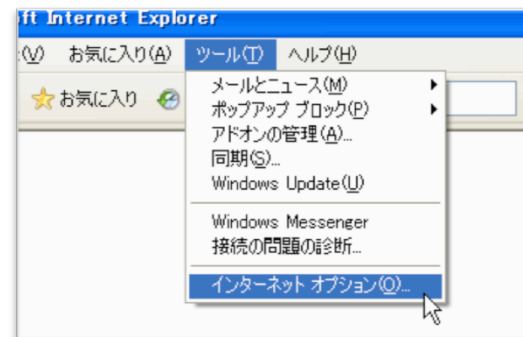 ft Internet Explorer
(V) お気に入り(A) ツール(T) ヘルプ(H)
お気に入り
メールとニュース(M)
ポップアップ ブロック(P)
アドオンの管理(A)...
同期(S)...
Windows Update(U)
Windows Messenger
接続の問題の診断...
インターネット オプション(O)...